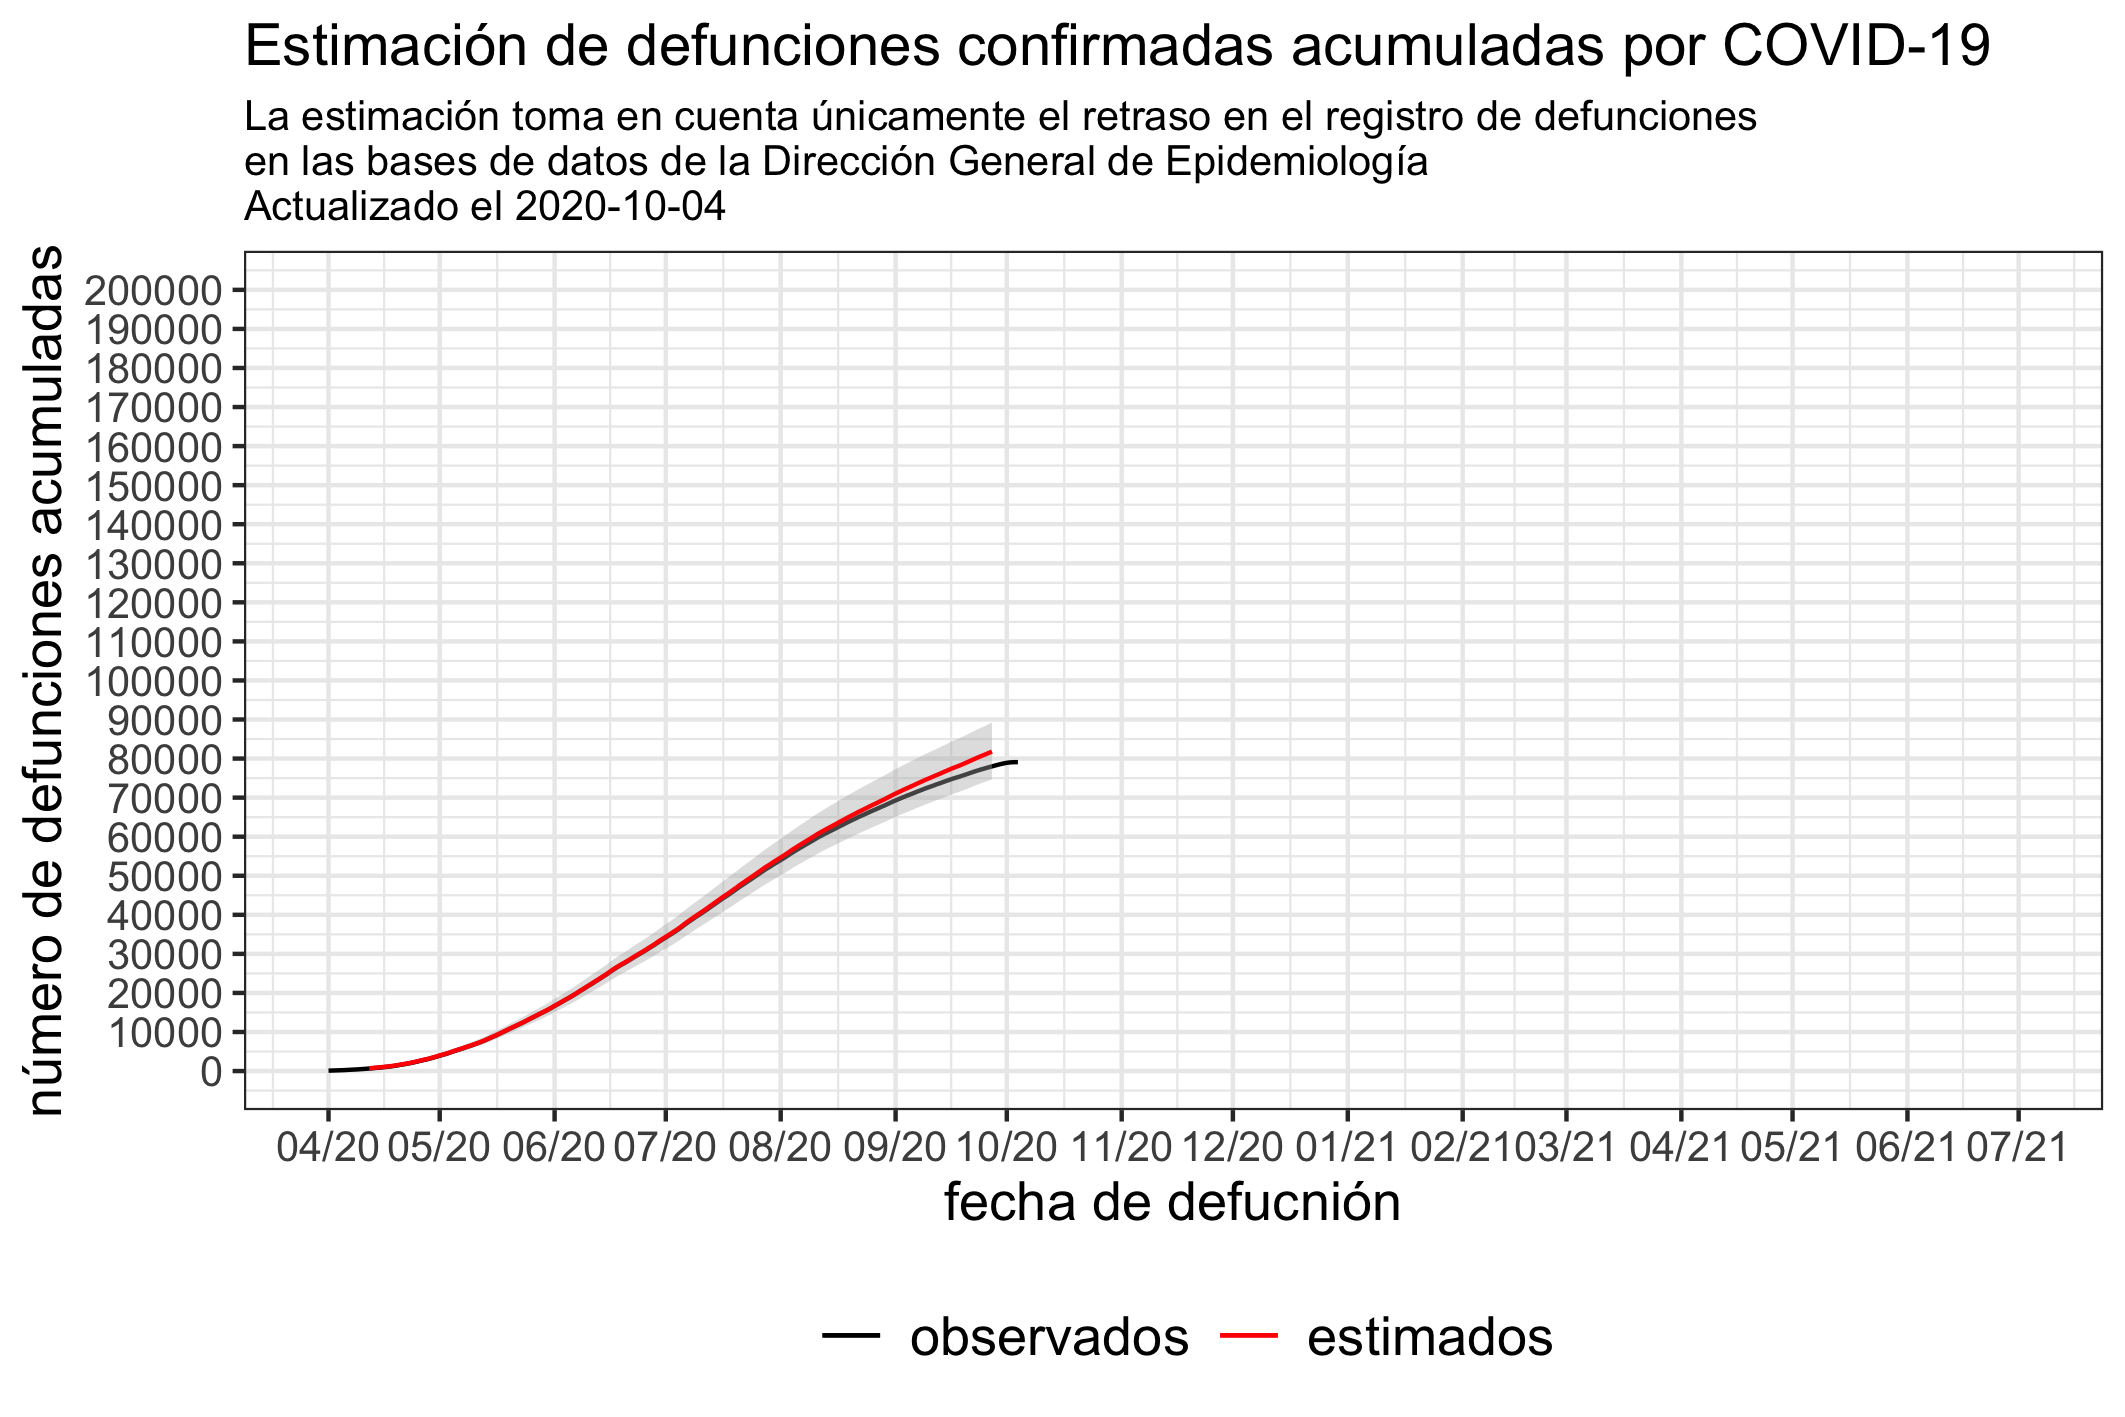 Estimación de defunciones confirmadas acumuladas por COVID-19
La estimación toma en cuenta únicamente el retraso en el registro de defunciones
en las bases de datos de la Dirección General de Epidemiología
Actualizado el 2020-10-04
número de defunciones acumuladas
200000
190000
180000
170000
160000
150000
140000
130000
120000
110000
100000
90000
80000
70000
60000
50000
40000
30000
20000
10000
0
04/20 05/20 06/20 07/20 08/20 09/20 10/20 11/20 12/20 01/21 02/21 03/21 04/21 05/21 06/21 07/21
fecha de defucnión
observados estimados